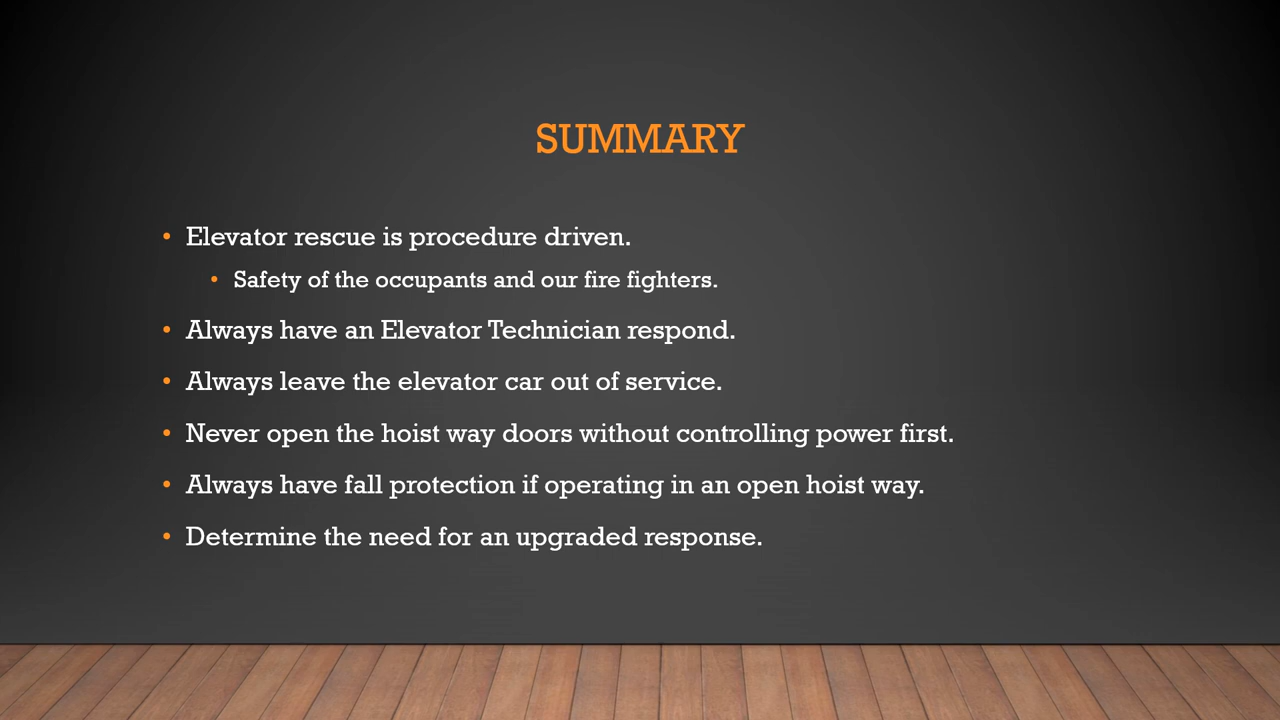 SUMMARY
• Elevator rescue is procedure driven.
• Safety of the occupants and our fire fighters.
• Always have an Elevator Technician respond.
• Always leave the elevator car out of service.
• Never open the hoist way doors without controlling power first.
• Always have fall protection if operating in an open hoist way.
• Determine the need for an upgraded response.